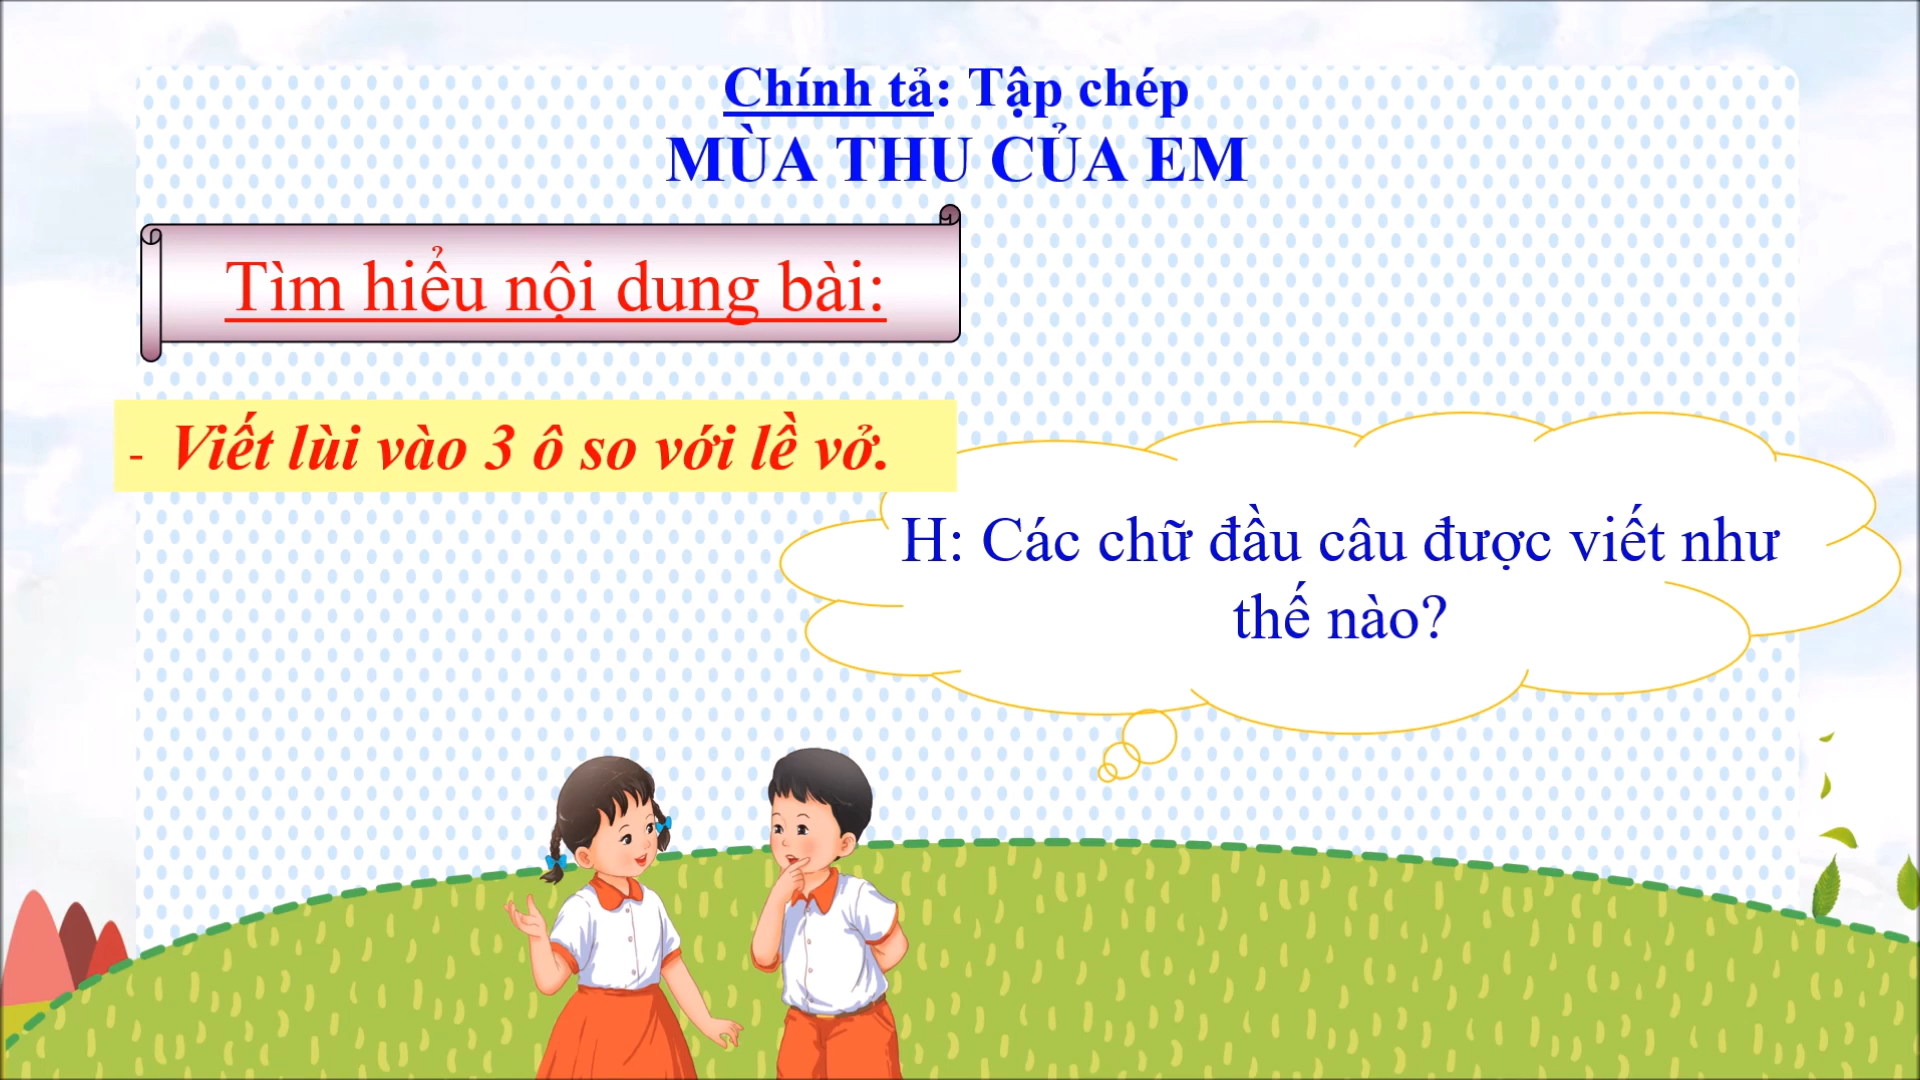 Chính tả: Tập chép
MÙA THU CỦA EM
Tìm hiểu nội dung bài:
- Viết lùi vào 3 ô so với lề vở.
H: Các chữ đầu câu được viết như
thế nào?